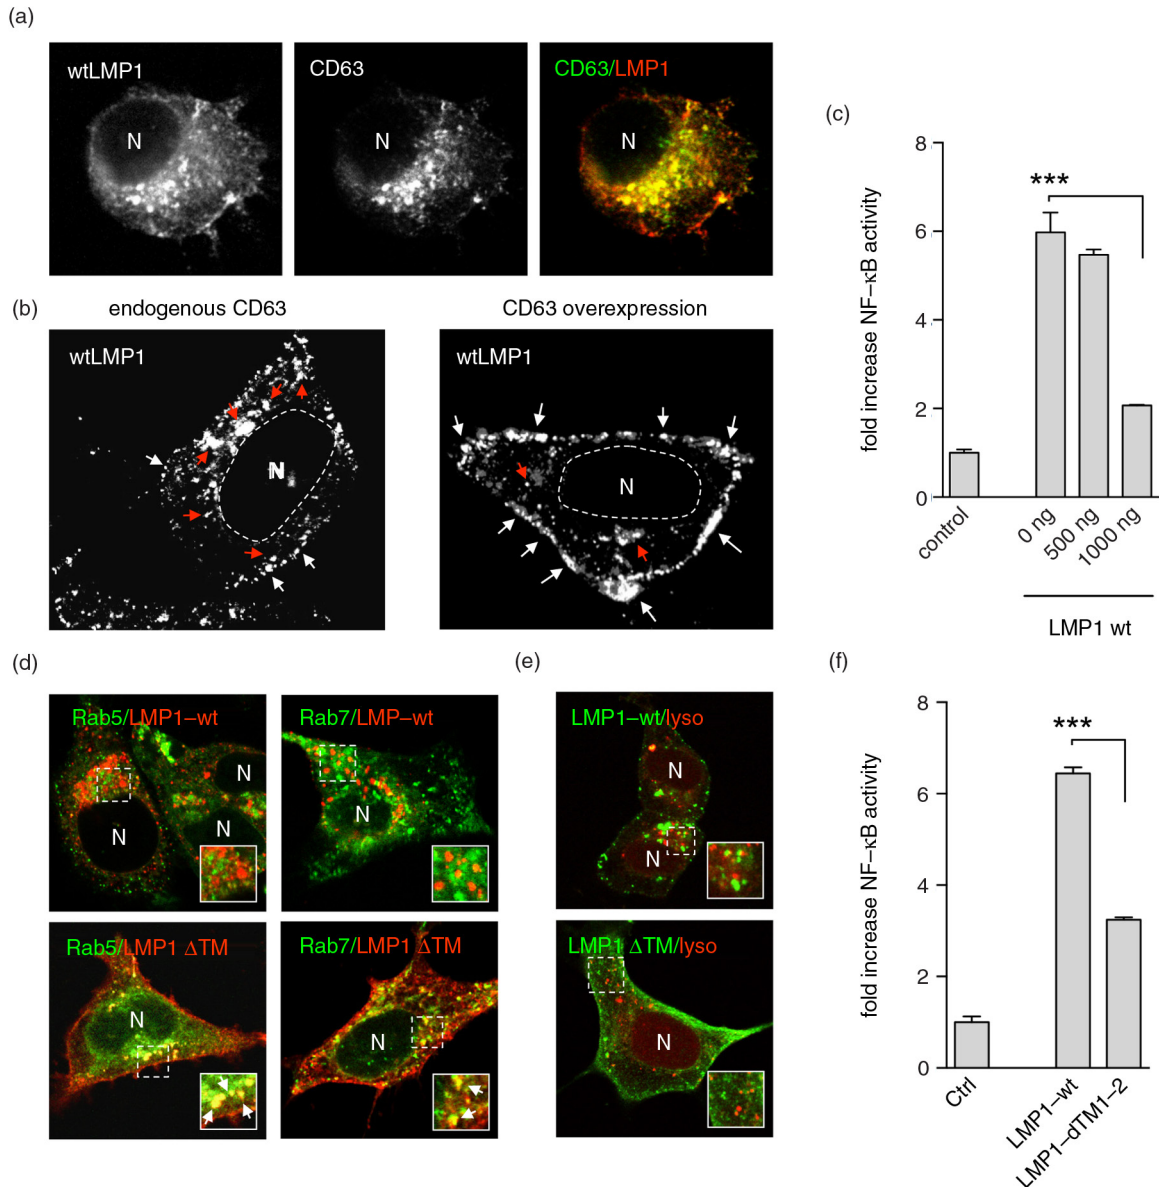 (a)
wtLMP1
N
CD63
N
CD63/LMP1
N
(b)
endogenous CD63
wtLMP1
N
CD63 overexpression
wtLMP1
N
(c)
fold increase NF–κB activity
8
6
4
2
0
***
control
0 ng
500 ng
1000 ng
LMP1 wt
(d)
Rab5/LMP1–wt
N
N
N
Rab7/LMP–wt
N
Rab5/LMP1 ΔTM
N
Rab7/LMP1 ΔTM
N
(e)
LMP1–wt/lyso
N
N
LMP1 ΔTM/lyso
N
(f)
fold increase NF–κB activity
8
6
4
2
0
***
Ctrl
LMP1–wt
LMP1–dTM1–2